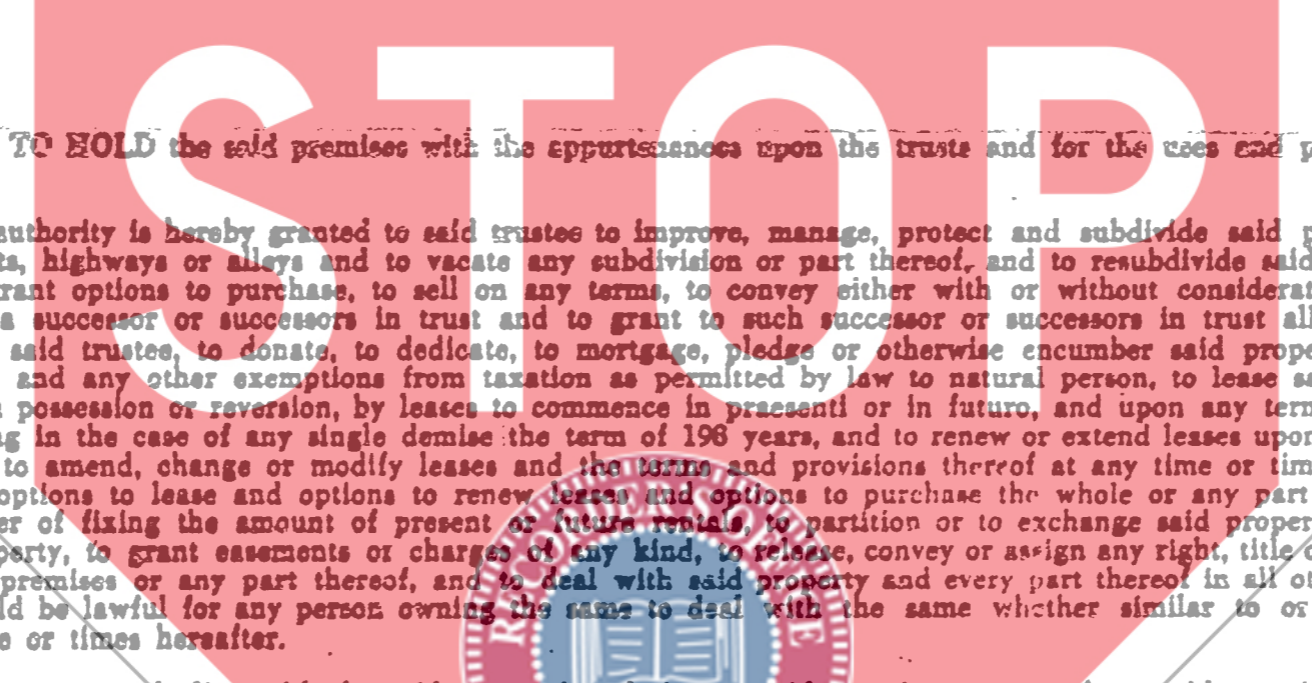 STOP
TO HOLD the said premises with the appurtenances upon the trusts and for the uses and p
authority is hereby granted to said trustee to improve, manage, protect and subdivide said p
ts, highways or alleys and to vacate any subdivision or part thereof, and to resubdivide said
rant options to purchase, to sell on any terms, to convey either with or without considerat
a successor or successors in trust and to grant to such successor or successors in trust all
said trustee, to donate, to dedicate, to mortgage, pledge or otherwise encumber said prope
and any other exemptions from taxation as permitted by law to natural person, to lease sa
possession or reversion, by leases to commence in praesenti or in futuro, and upon any term
g in the case of any single demise the term of 198 years, and to renew or extend leases upon
to amend, change or modify leases and the terms and provisions thereof at any time or tim
options to lease and options to renew leases and options to purchase the whole or any part
er of fixing the amount of present or future rentals, to partition or to exchange said proper
perty, to grant easements or charges of any kind, to release, convey or assign any right, title o
premises or any part thereof, and to deal with said property and every part thereof in all ot
ld be lawful for any person owning the same to deal with the same whether similar to or
e or times hereafter.
RECORDER'S OFFICE